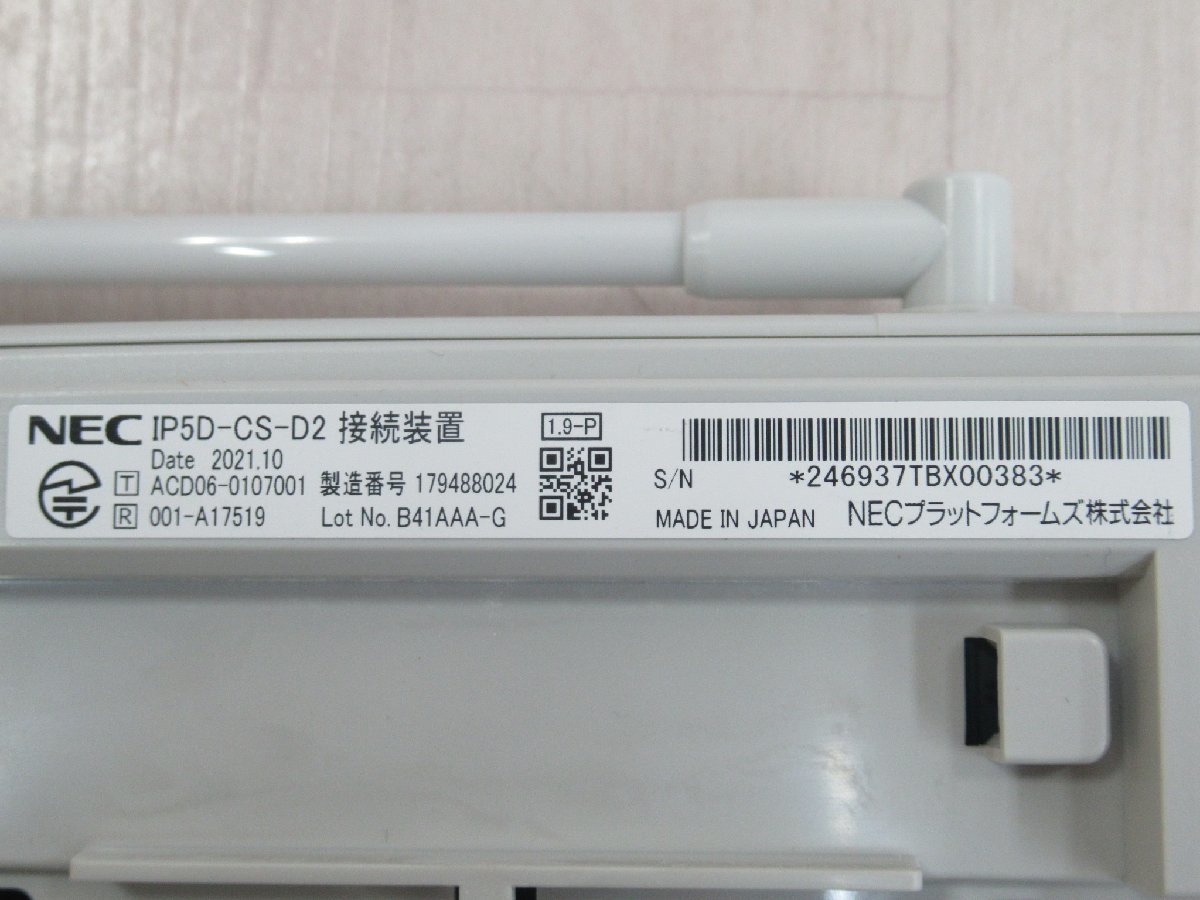 NEC IP5D-CS-D2 接続装置
Date 2021.10
T ACD06-0107001 製造番号 179488024
R 001-A17519 Lot No. B41AAA-G
1.9-P
S/N *246937TBX00383*
MADE IN JAPAN NECプラットフォームズ株式会社